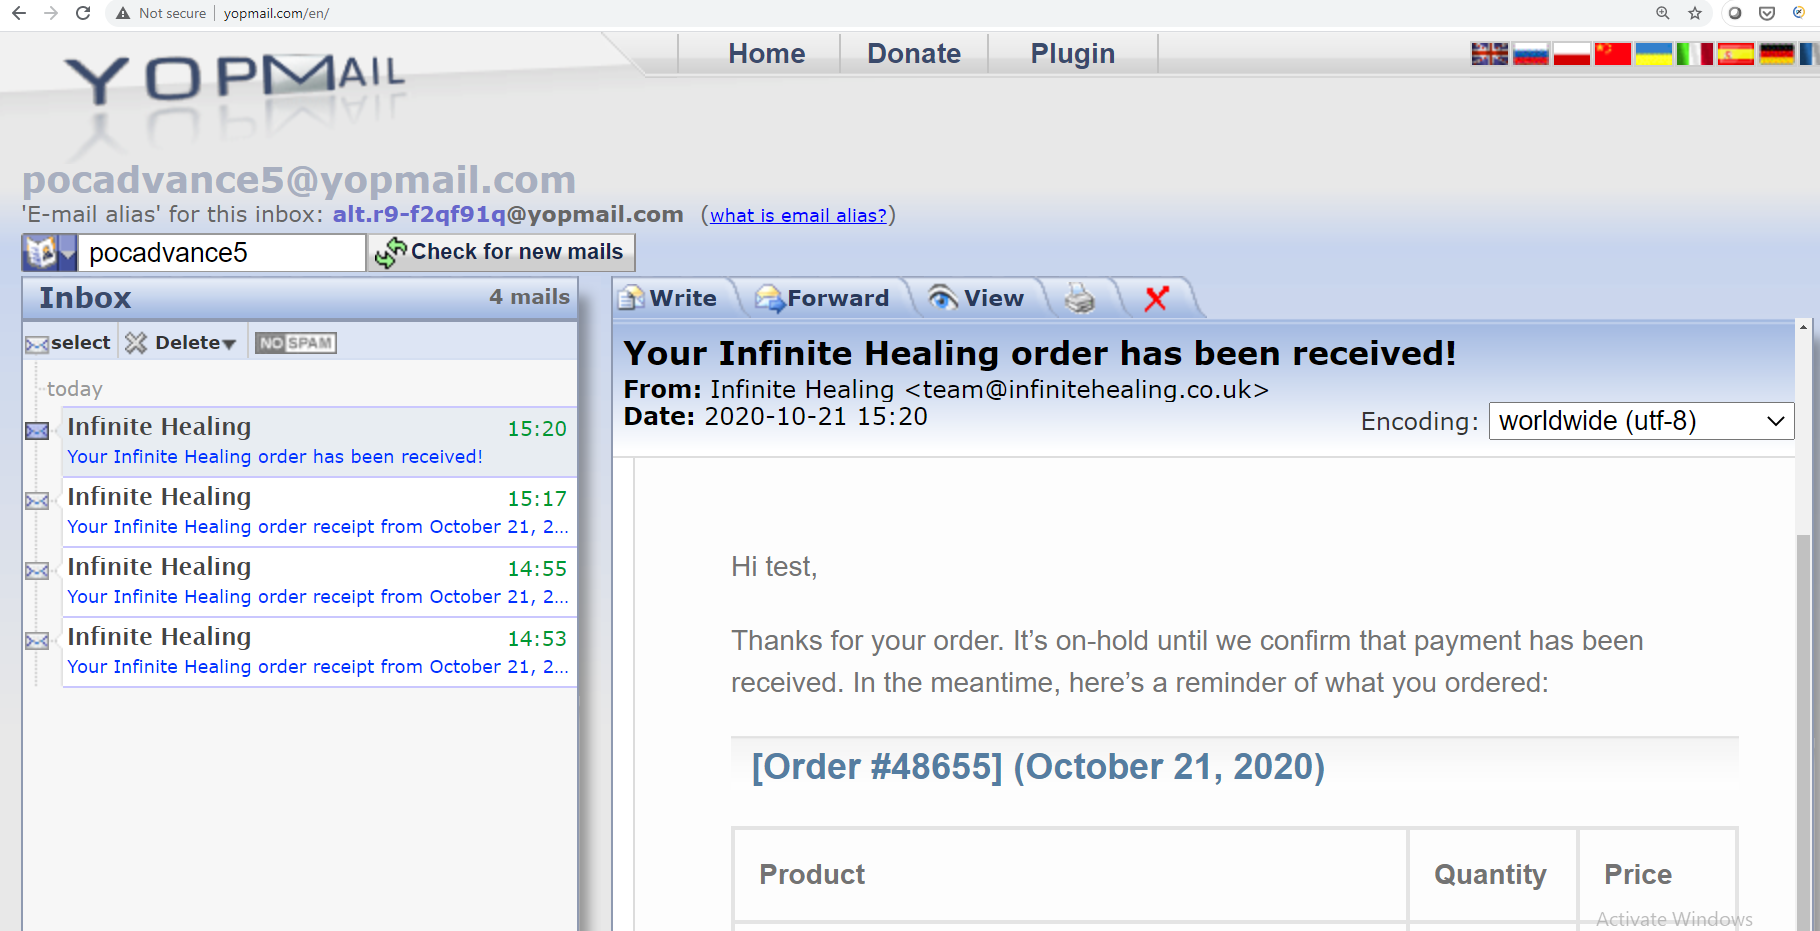 Not secure | yopmail.com/en/
YOPMAIL
Home Donate Plugin
pocadvance5@yopmail.com
'E-mail alias' for this inbox: alt.r9-f2qf91q@yopmail.com (what is email alias?)
pocadvance5 Check for new mails
Inbox 4 mails
select Delete NO SPAM
today
Infinite Healing 15:20
Your Infinite Healing order has been received!
Infinite Healing 15:17
Your Infinite Healing order receipt from October 21, 2...
Infinite Healing 14:55
Your Infinite Healing order receipt from October 21, 2...
Infinite Healing 14:53
Your Infinite Healing order receipt from October 21, 2...
Write Forward View
Your Infinite Healing order has been received!
From: Infinite Healing <team@infinitehealing.co.uk>
Date: 2020-10-21 15:20
Encoding: worldwide (utf-8)
Hi test,
Thanks for your order. It’s on-hold until we confirm that payment has been
received. In the meantime, here’s a reminder of what you ordered:
[Order #48655] (October 21, 2020)
Product Quantity Price
Activate Windows